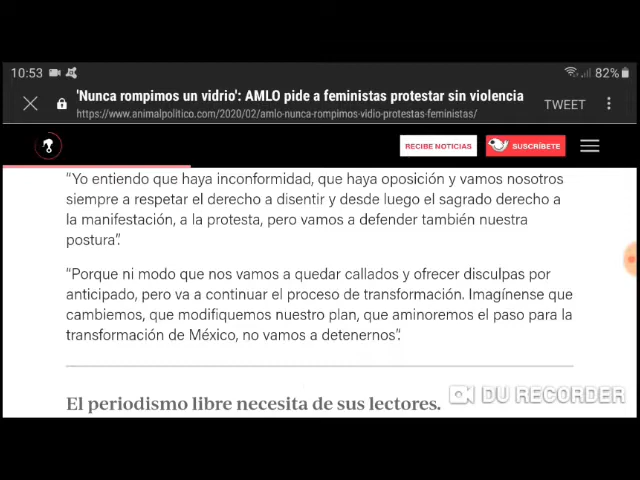 10:53
82%
'Nunca rompimos un vidrio': AMLO pide a feministas protestar sin violencia
https://www.animalpolitico.com/2020/02/amlo-nunca-rompimos-vidio-protestas-feministas/
TWEET
RECIBE NOTICIAS
SUSCRÍBETE
“Yo entiendo que haya inconformidad, que haya oposición y vamos nosotros
siempre a respetar el derecho a disentir y desde luego el sagrado derecho a
la manifestación, a la protesta, pero vamos a defender también nuestra
postura”.
“Porque ni modo que nos vamos a quedar callados y ofrecer disculpas por
anticipado, pero va a continuar el proceso de transformación. Imagínense que
cambiemos, que modifiquemos nuestro plan, que aminoremos el paso para la
transformación de México, no vamos a detenernos”.
El periodismo libre necesita de sus lectores.
DU RECORDER